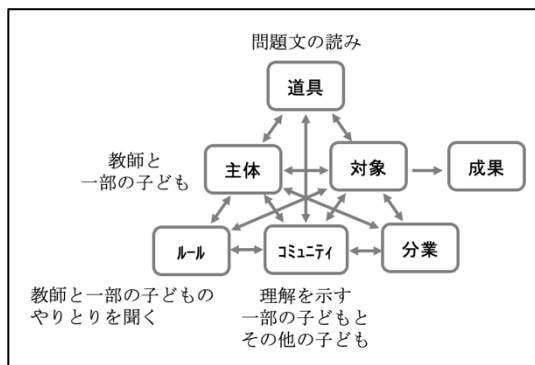 問題文の読み
道具
教師と
一部の子ども
主体
対象
成果
ルール
コミュニティ
分業
教師と一部の子どもの
やりとりを聞く
理解を示す
一部の子どもと
その他の子ども